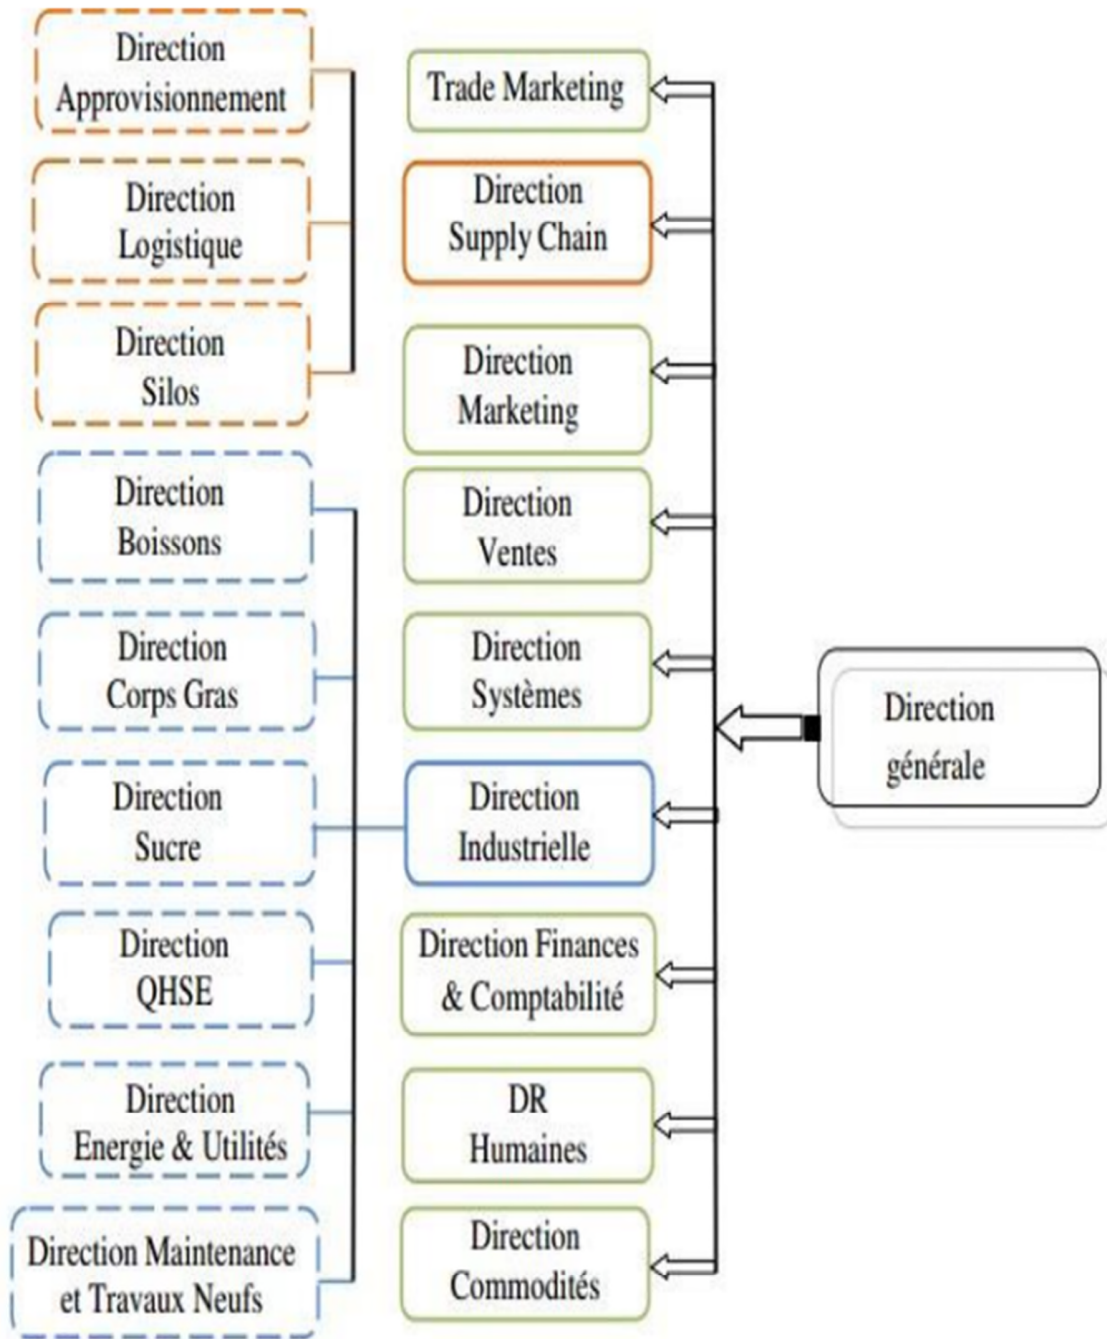 Direction
Approvisionnement
Direction
Logistique
Direction
Silos
Direction
Boissons
Direction
Corps Gras
Direction
Sucre
Direction
QHSE
Direction
Energie & Utilités
Direction Maintenance
et Travaux Neufs
Trade Marketing
Direction
Supply Chain
Direction
Marketing
Direction
Ventes
Direction
Systèmes
Direction
Industrielle
Direction Finances
& Comptabilité
DR
Humaines
Direction
Commodités
Direction
générale